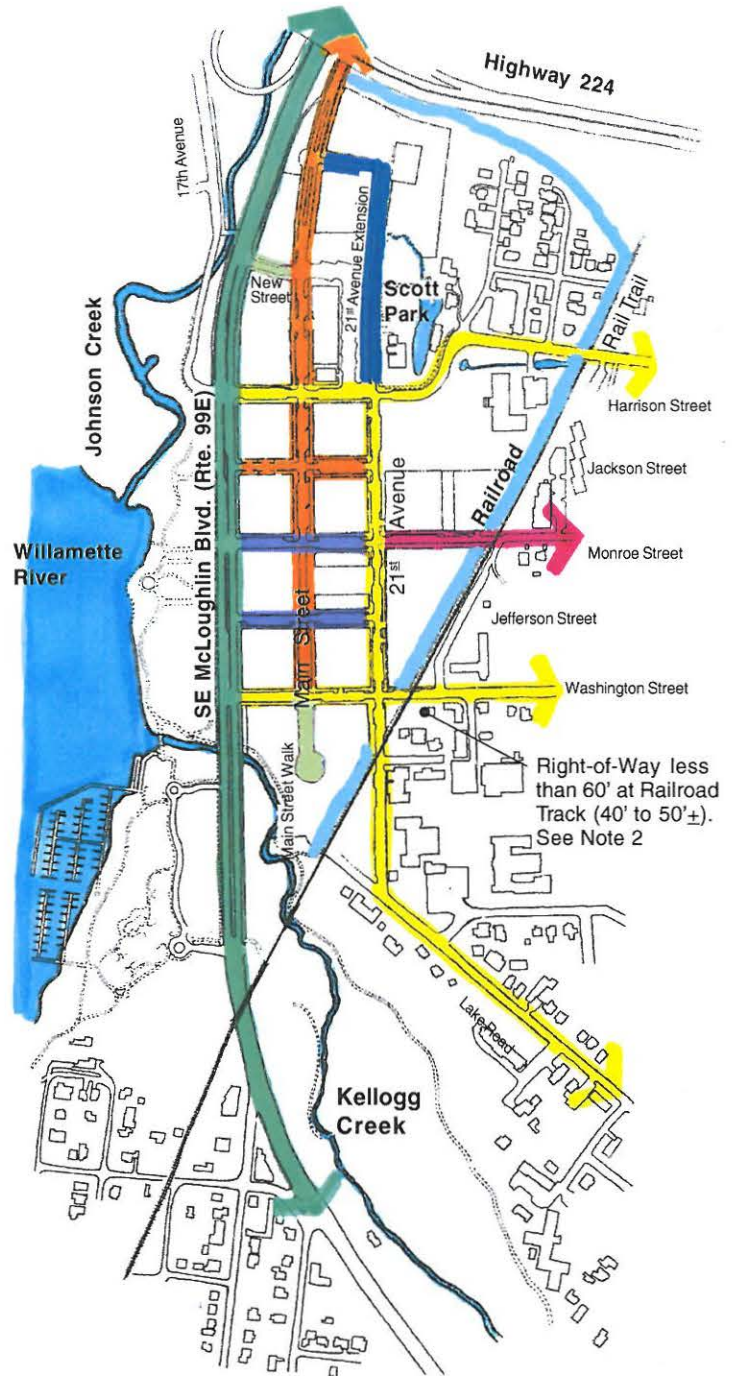 Highway 224
17th Avenue
21st Avenue Extension
New
Street
Scott
Park
Rail Trail
Johnson Creek
Harrison Street
SE McLoughlin Blvd. (Rte. 99E)
Avenue
21st
Railroad
Jackson Street
Willamette
River
Monroe Street
Main Street
Jefferson Street
Washington Street
Main Street Walk
Right-of-Way less
than 60' at Railroad
Track (40' to 50'±).
See Note 2
Lake Road
Kellogg
Creek